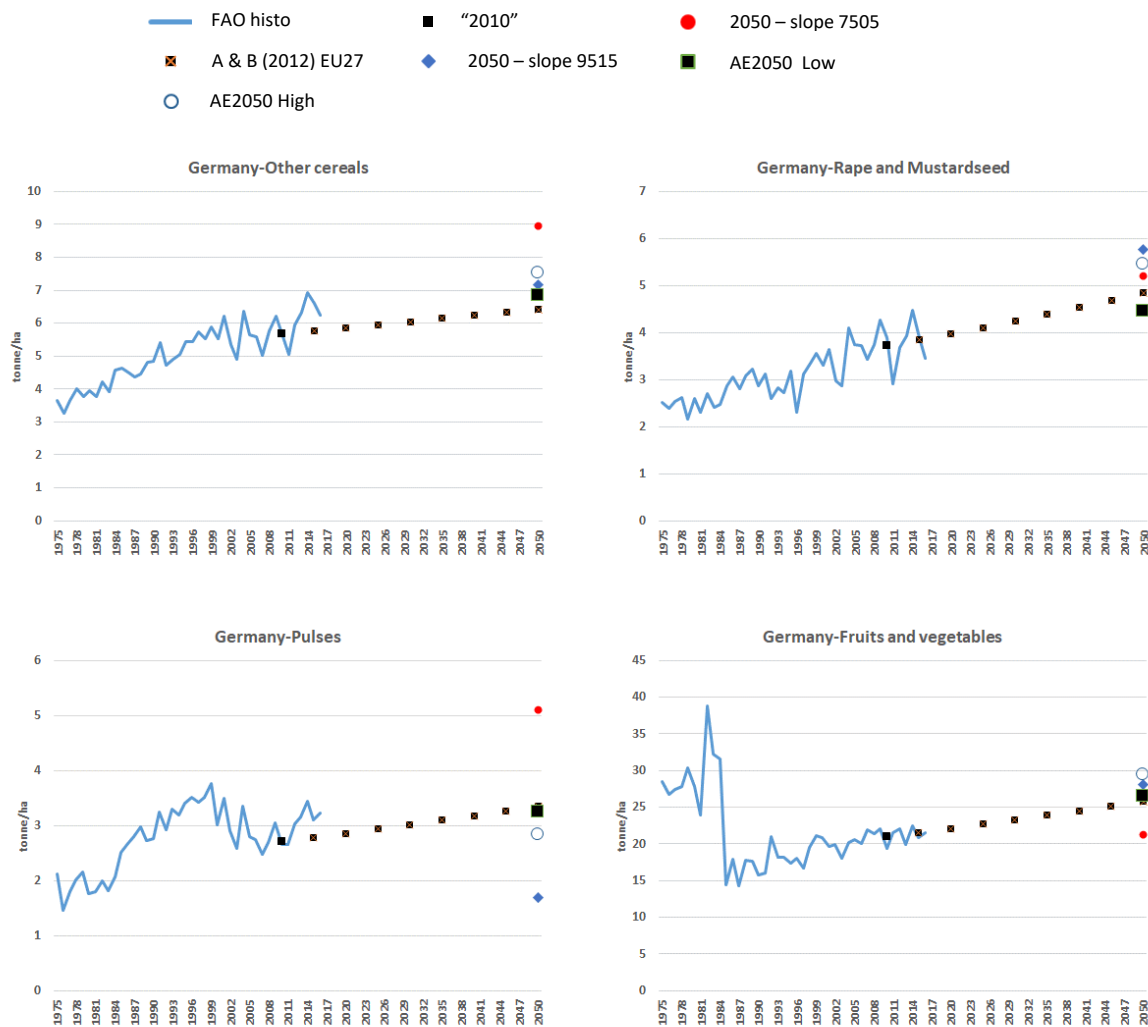 FAO histo
“2010”
2050 – slope 7505
A & B (2012) EU27
2050 – slope 9515
AE2050 Low
AE2050 High
Germany-Other cereals
10
9
8
7
6
5
4
3
2
1
0
tonne/ha
1975 1978 1981 1984 1987 1990 1993 1996 1999 2002 2005 2008 2011 2014 2017 2020 2023 2026 2029 2032 2035 2038 2041 2044 2047 2050
Germany-Rape and Mustardseed
7
6
5
4
3
2
1
0
tonne/ha
1975 1978 1981 1984 1987 1990 1993 1996 1999 2002 2005 2008 2011 2014 2017 2020 2023 2026 2029 2032 2035 2038 2041 2044 2047 2050
Germany-Pulses
6
5
4
3
2
1
0
tonne/ha
1975 1978 1981 1984 1987 1990 1993 1996 1999 2002 2005 2008 2011 2014 2017 2020 2023 2026 2029 2032 2035 2038 2041 2044 2047 2050
Germany-Fruits and vegetables
45
40
35
30
25
20
15
10
5
0
tonne/ha
1975 1978 1981 1984 1987 1990 1993 1996 1999 2002 2005 2008 2011 2014 2017 2020 2023 2026 2029 2032 2035 2038 2041 2044 2047 2050